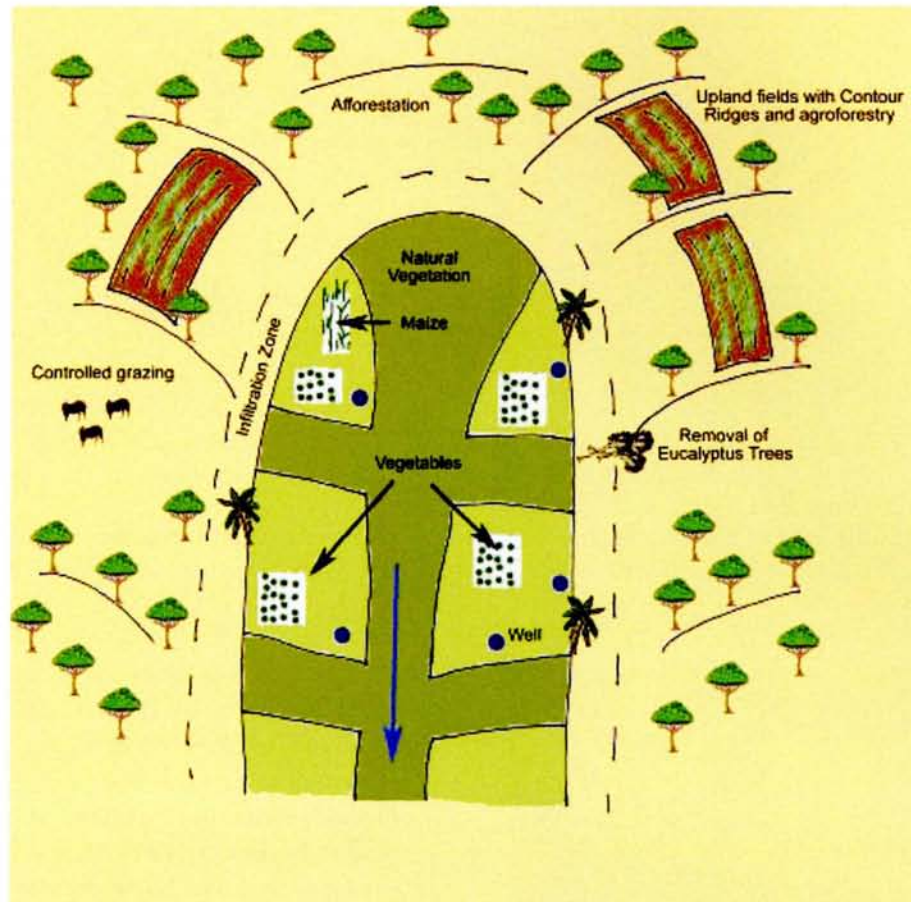 Afforestation
Upland fields with Contour
Ridges and agroforestry
Natural
Vegetation
Maize
Infiltration Zone
Controlled grazing
Removal of
Eucalyptus Trees
Vegetables
Well